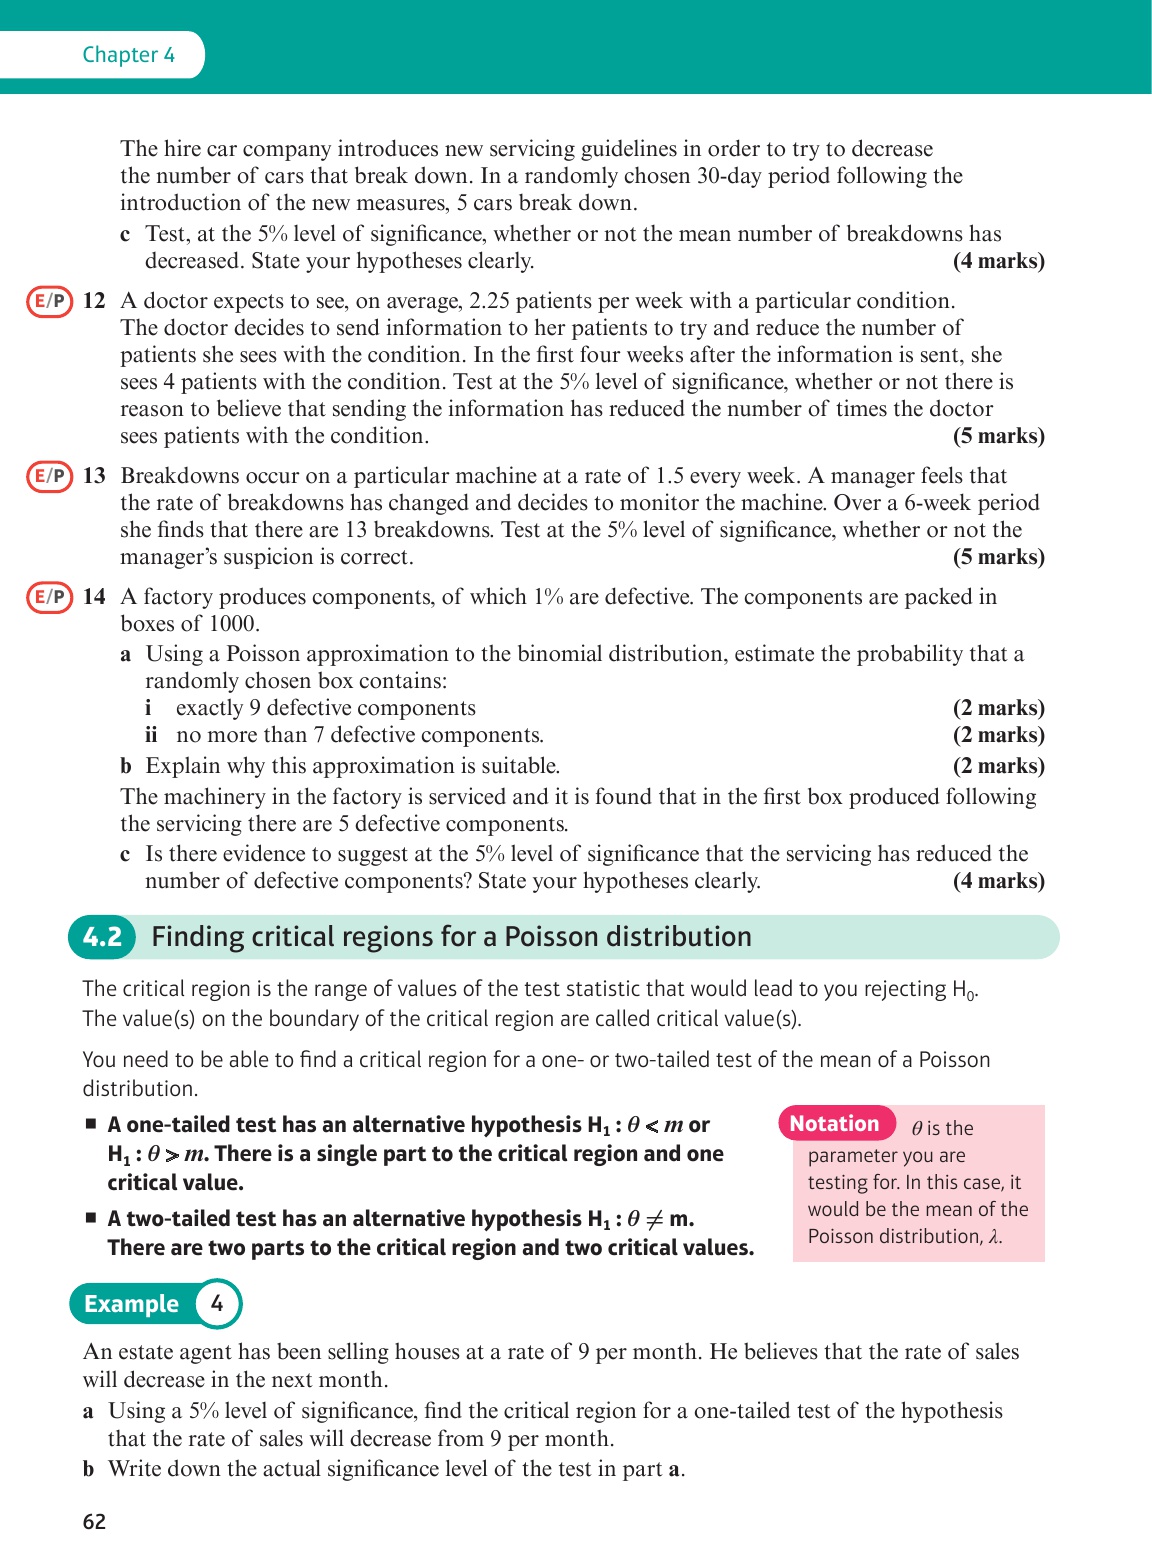 Chapter 4
The hire car company introduces new servicing guidelines in order to try to decrease
the number of cars that break down. In a randomly chosen 30-day period following the
introduction of the new measures, 5 cars break down.
c Test, at the 5% level of significance, whether or not the mean number of breakdowns has
decreased. State your hypotheses clearly. (4 marks)
E/P 12 A doctor expects to see, on average, 2.25 patients per week with a particular condition.
The doctor decides to send information to her patients to try and reduce the number of
patients she sees with the condition. In the first four weeks after the information is sent, she
sees 4 patients with the condition. Test at the 5% level of significance, whether or not there is
reason to believe that sending the information has reduced the number of times the doctor
sees patients with the condition. (5 marks)
E/P 13 Breakdowns occur on a particular machine at a rate of 1.5 every week. A manager feels that
the rate of breakdowns has changed and decides to monitor the machine. Over a 6-week period
she finds that there are 13 breakdowns. Test at the 5% level of significance, whether or not the
manager's suspicion is correct. (5 marks)
E/P 14 A factory produces components, of which 1% are defective. The components are packed in
boxes of 1000.
a Using a Poisson approximation to the binomial distribution, estimate the probability that a
randomly chosen box contains:
i exactly 9 defective components (2 marks)
ii no more than 7 defective components. (2 marks)
b Explain why this approximation is suitable. (2 marks)
The machinery in the factory is serviced and it is found that in the first box produced following
the servicing there are 5 defective components.
c Is there evidence to suggest at the 5% level of significance that the servicing has reduced the
number of defective components? State your hypotheses clearly. (4 marks)
4.2 Finding critical regions for a Poisson distribution
The critical region is the range of values of the test statistic that would lead to you rejecting H₀.
The value(s) on the boundary of the critical region are called critical value(s).
You need to be able to find a critical region for a one- or two-tailed test of the mean of a Poisson
distribution.
■ A one-tailed test has an alternative hypothesis H₁ : θ < m or
H₁ : θ > m. There is a single part to the critical region and one
critical value.
■ A two-tailed test has an alternative hypothesis H₁ : θ ≠ m.
There are two parts to the critical region and two critical values.
Notation θ is the
parameter you are
testing for. In this case, it
would be the mean of the
Poisson distribution, λ.
Example 4
An estate agent has been selling houses at a rate of 9 per month. He believes that the rate of sales
will decrease in the next month.
a Using a 5% level of significance, find the critical region for a one-tailed test of the hypothesis
that the rate of sales will decrease from 9 per month.
b Write down the actual significance level of the test in part a.
62